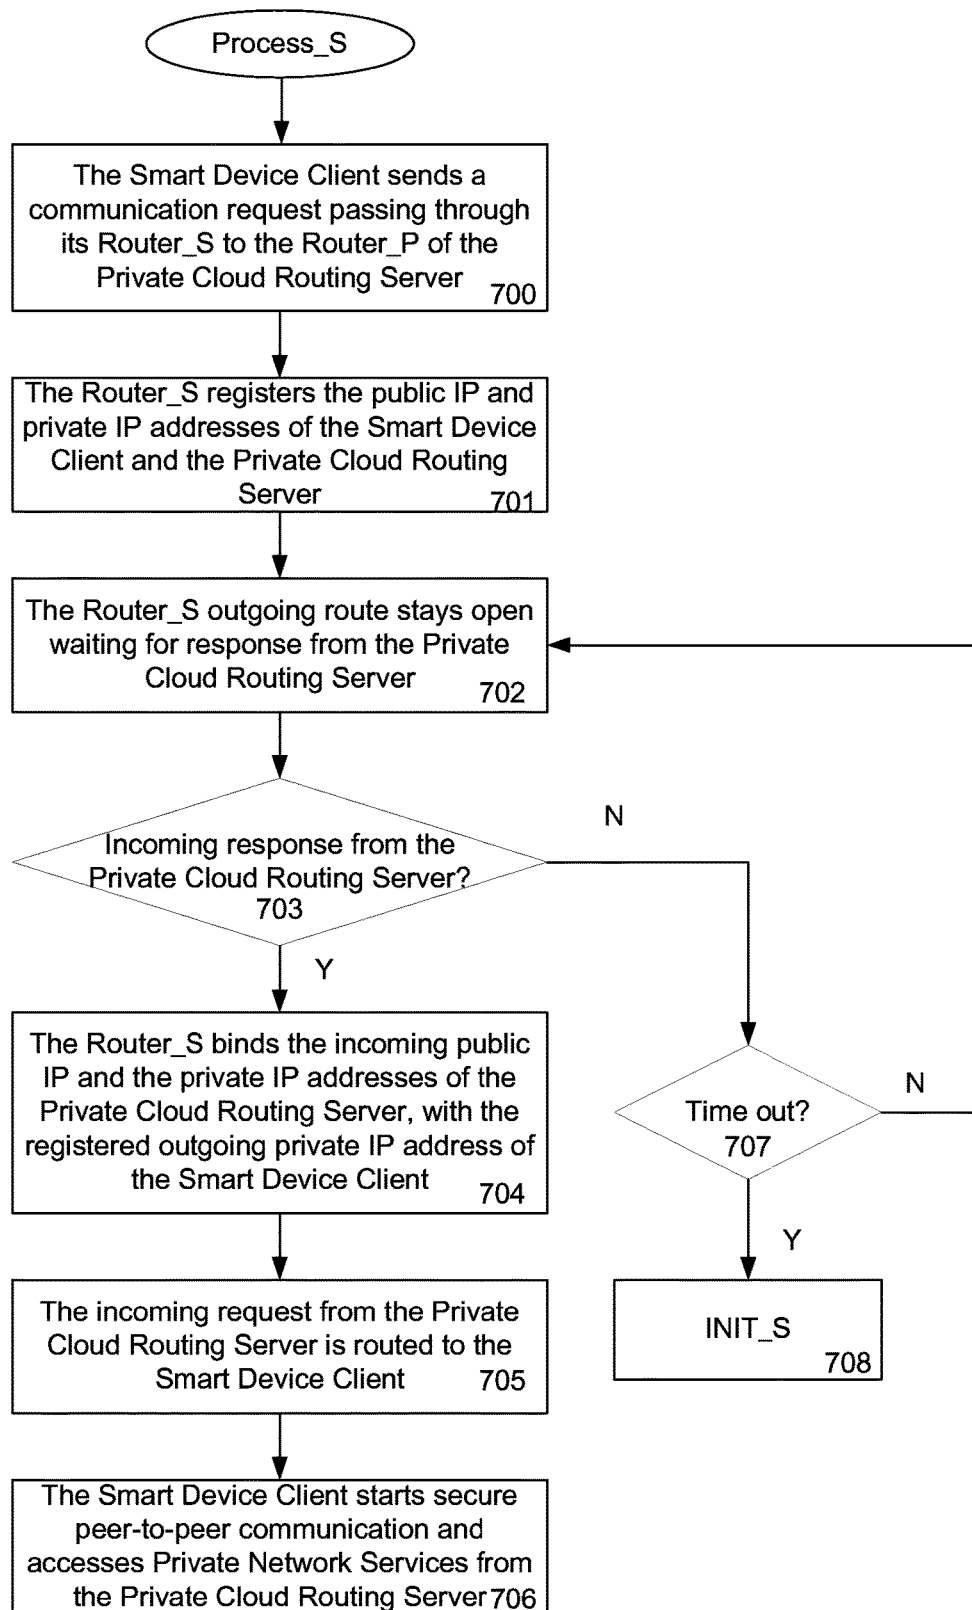 Process_S
The Smart Device Client sends a
communication request passing through
its Router_S to the Router_P of the
Private Cloud Routing Server
700
The Router_S registers the public IP and
private IP addresses of the Smart Device
Client and the Private Cloud Routing
Server
701
The Router_S outgoing route stays open
waiting for response from the Private
Cloud Routing Server
702
Incoming response from the
Private Cloud Routing Server?
703
N
Y
The Router_S binds the incoming public
IP and the private IP addresses of the
Private Cloud Routing Server, with the
registered outgoing private IP address of
the Smart Device Client
704
Time out?
707
N
Y
The incoming request from the Private
Cloud Routing Server is routed to the
Smart Device Client
705
INIT_S
708
The Smart Device Client starts secure
peer-to-peer communication and
accesses Private Network Services from
the Private Cloud Routing Server 706